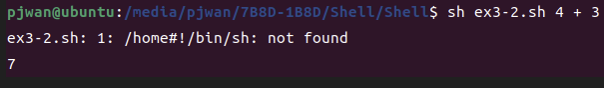 pjwan@ubuntu:/media/pjwan/7B8D-1B8D/Shell/Shell$ sh ex3-2.sh 4 + 3
ex3-2.sh: 1: /home#!/bin/sh: not found
7